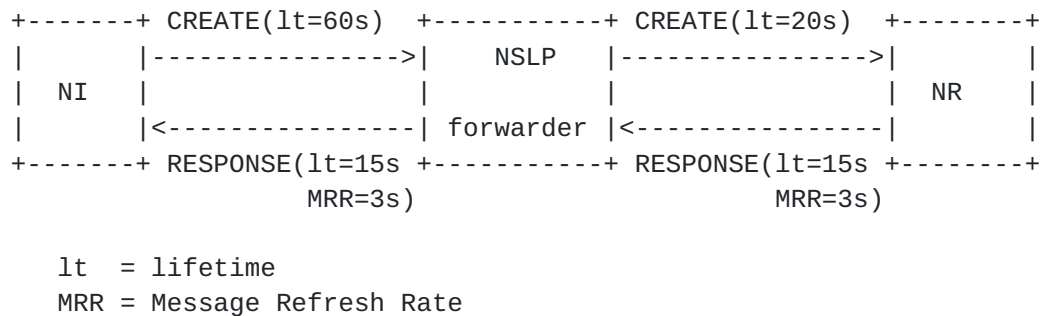 +-------+ CREATE(lt=60s)  +-----------+ CREATE(lt=20s)  +--------+
|       |---------------->|    NSLP   |---------------->|        |
|  NI   |                 |           |                 |  NR    |
|       |<----------------| forwarder |<----------------|        |
+-------+ RESPONSE(lt=15s +-----------+ RESPONSE(lt=15s +--------+
                  MRR=3s)                       MRR=3s)
lt  = lifetime
MRR = Message Refresh Rate